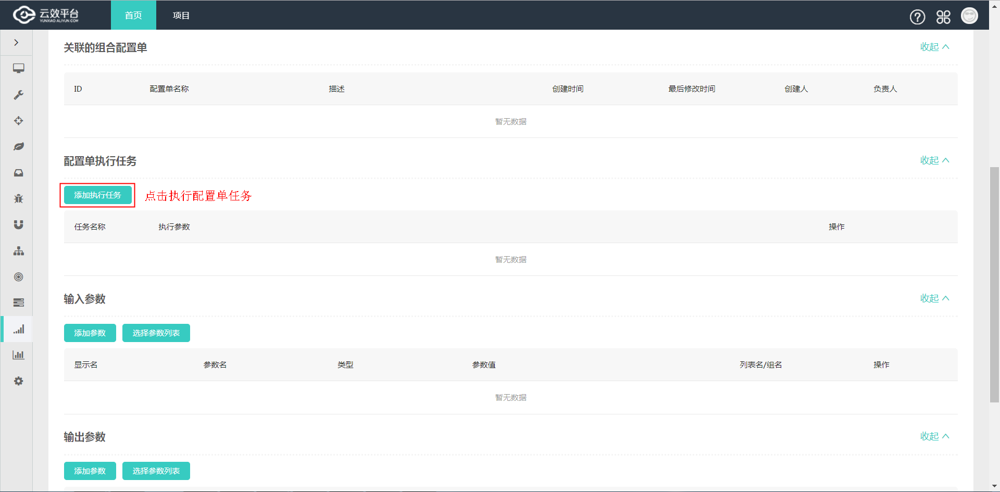 云效平台
YUNXIAO.ALIYUN.COM
首页 项目
关联的组合配置单 收起
ID 配置单名称 描述 创建时间 最后修改时间 创建人 负责人
暂无数据
配置单执行任务 收起
添加执行任务 点击执行配置单任务
任务名称 执行参数 操作
暂无数据
输入参数 收起
添加参数 选择参数列表
显示名 参数名 类型 参数值 列表名/组名 操作
暂无数据
输出参数 收起
添加参数 选择参数列表